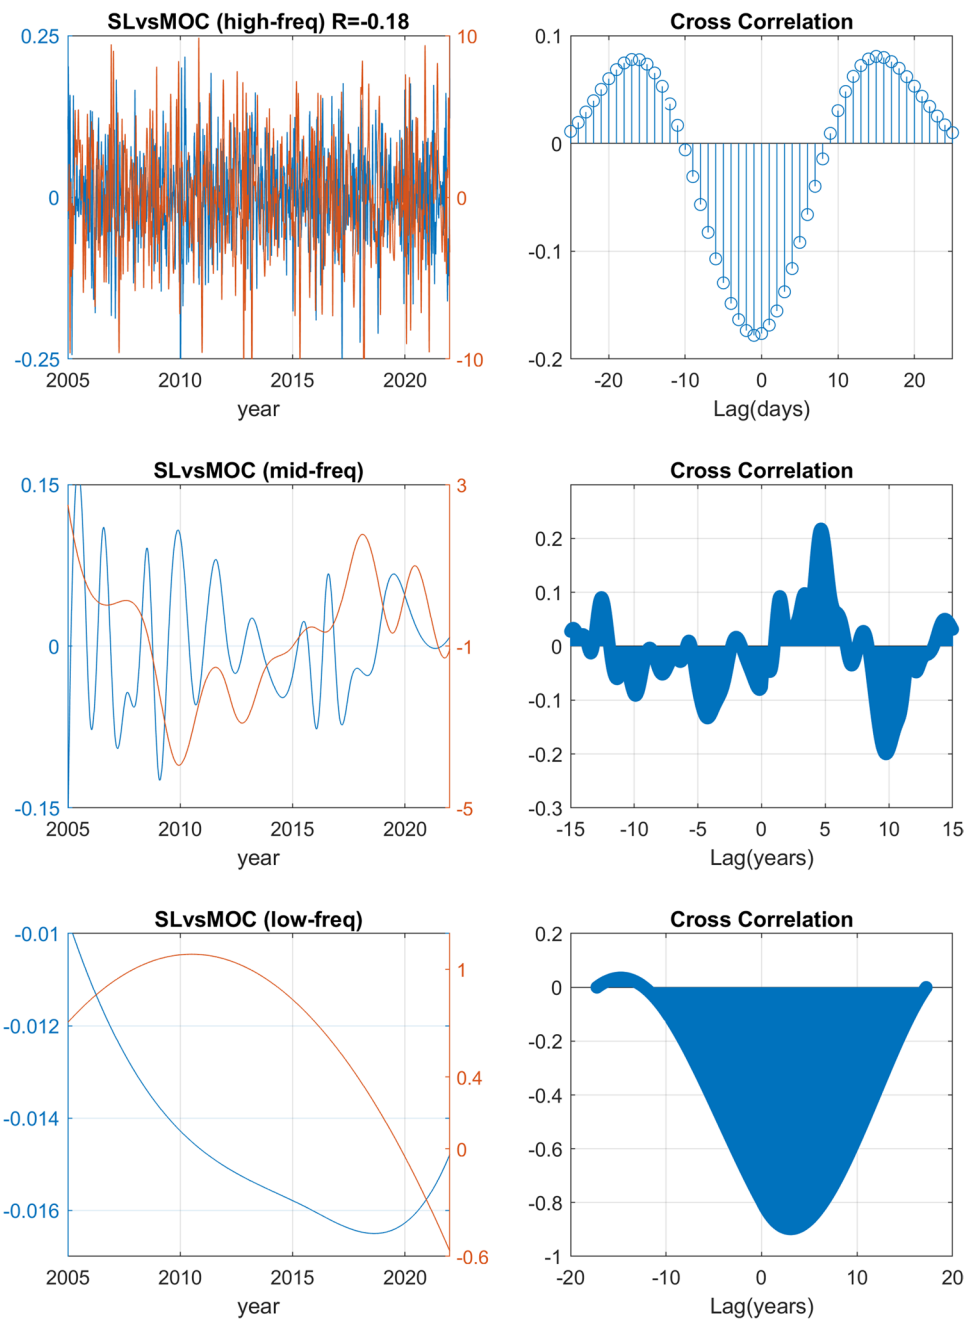 SLvsMOC (high-freq) R=-0.18
0.25
0
-0.25
10
0
-10
2005 2010 2015 2020
year
Cross Correlation
0.1
0
-0.1
-0.2
-20 -10 0 10 20
Lag(days)
SLvsMOC (mid-freq)
0.15
0
-0.15
3
-1
-5
2005 2010 2015 2020
year
Cross Correlation
0.2
0.1
0
-0.1
-0.2
-0.3
-15 -10 -5 0 5 10 15
Lag(years)
SLvsMOC (low-freq)
-0.01
-0.012
-0.014
-0.016
1
0.4
0
-0.6
2005 2010 2015 2020
year
Cross Correlation
0.2
0
-0.2
-0.4
-0.6
-0.8
-1
-20 -10 0 10 20
Lag(years)